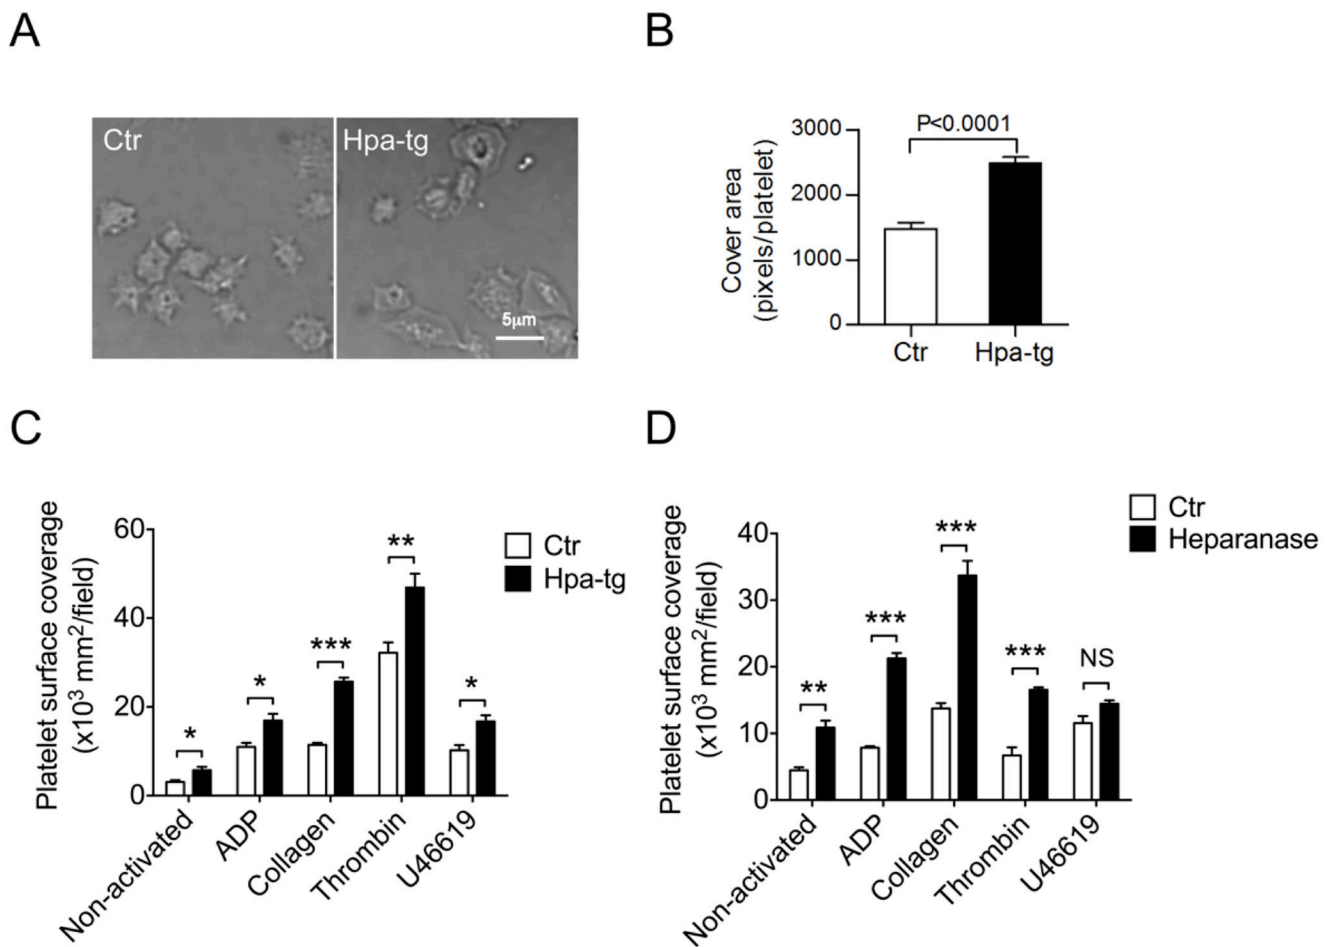 A
B
Ctr
Hpa-tg
5μm
P<0.0001
3000
2000
1000
0
Cover area
(pixels/platelet)
Ctr
Hpa-tg
C
D
Platelet surface coverage
(x10³ mm²/field)
60
40
20
0
*
*
***
**
*
Ctr
Hpa-tg
Non-activated
ADP
Collagen
Thrombin
U46619
Platelet surface coverage
(x10³ mm²/field)
40
30
20
10
0
**
***
***
***
NS
Ctr
Heparanase
Non-activated
ADP
Collagen
Thrombin
U46619